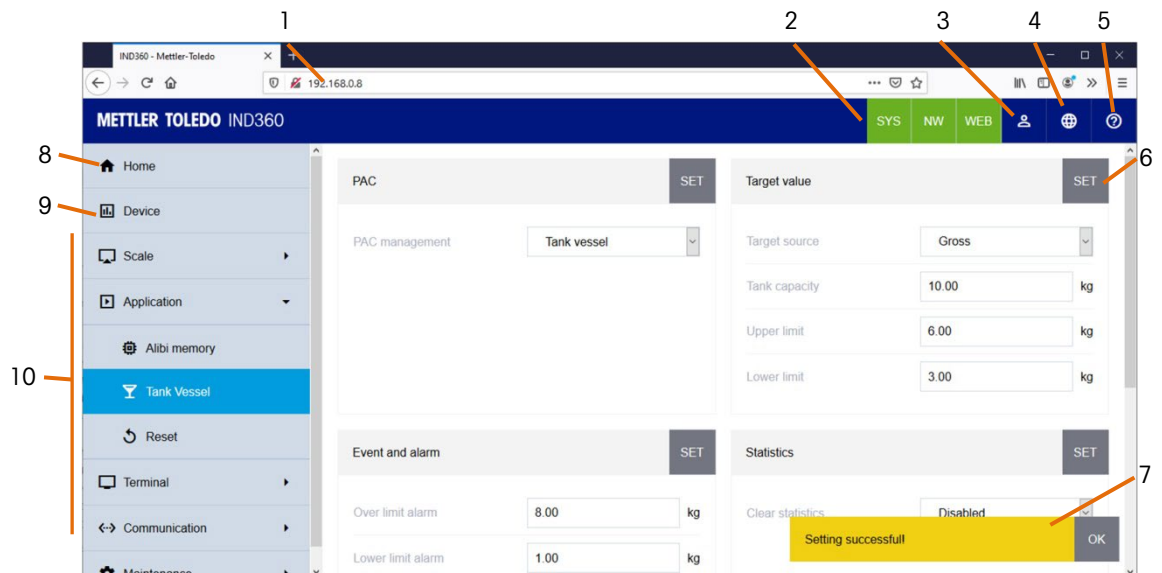 1 2 3 4 5
IND360 - Mettler-Toledo
192.168.0.8
METTLER TOLEDO IND360 SYS NW WEB
8 Home
9 Device
Scale
Application
Alibi memory
10 Tank Vessel
Reset
Terminal
Communication
Maintenance
PAC SET
PAC management Tank vessel
Target value SET 6
Target source Gross
Tank capacity 10.00 kg
Upper limit 6.00 kg
Lower limit 3.00 kg
Event and alarm SET
Over limit alarm 8.00 kg
Lower limit alarm 1.00 kg
Statistics SET
Clear statistics Disabled
7
Setting successful! OK